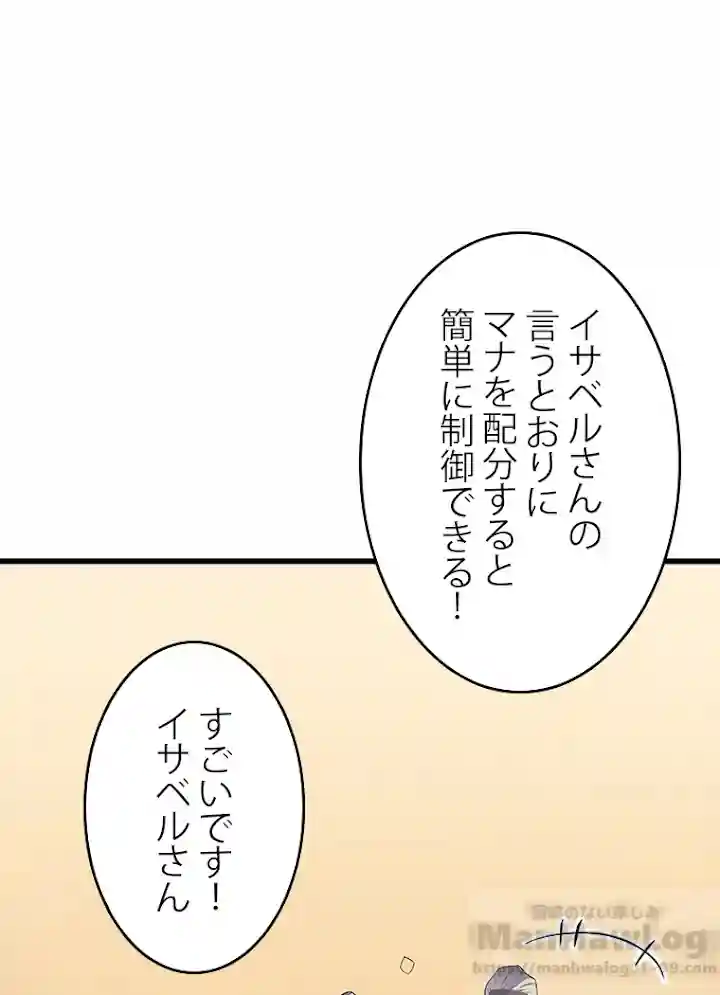 イサベルさんの
言うとおりに
マナを配分すると
簡単に制御できる！
すごいです！
イサベルさん
ManHwaLog